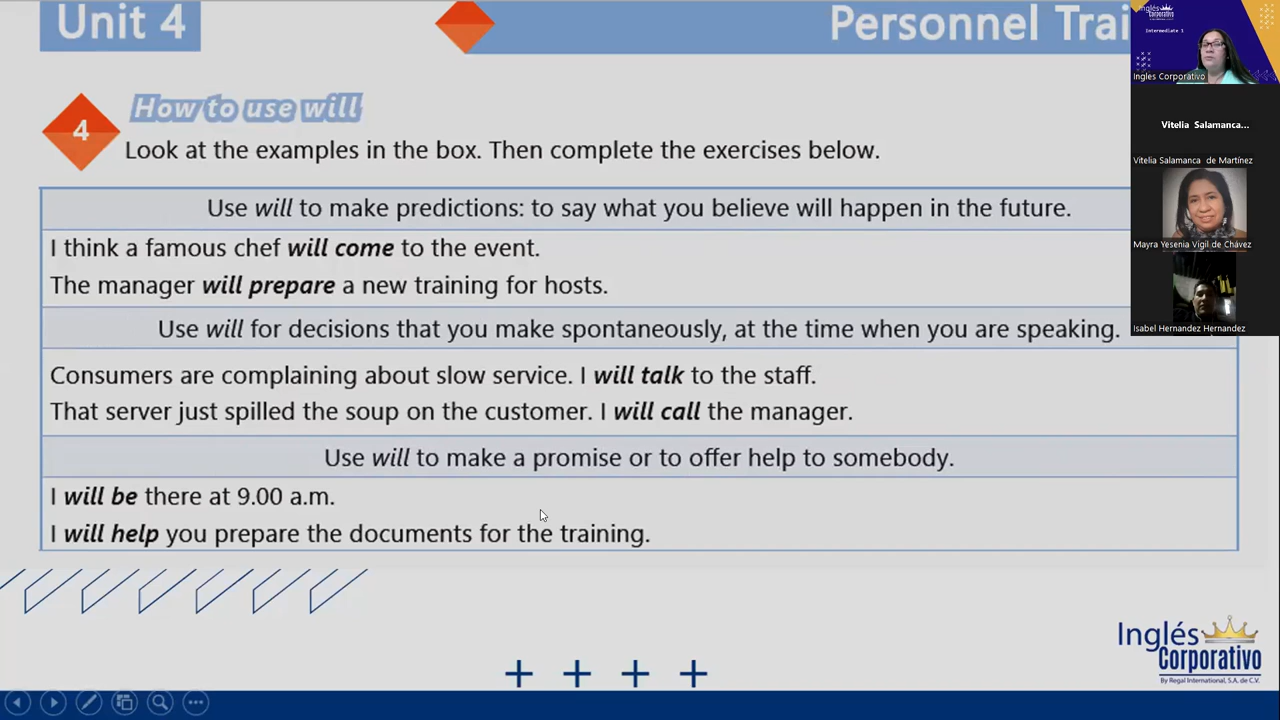 Unit 4
Personnel Trai
Inglés
Corporativo
Intermediate 1
Ingles Corporativo
4
How to use will
Look at the examples in the box. Then complete the exercises below.
Vitelia Salamanca...
Vitelia Salamanca de Martínez
Use will to make predictions: to say what you believe will happen in the future.
I think a famous chef will come to the event.
Mayra Yesenia Vigil de Chávez
The manager will prepare a new training for hosts.
Use will for decisions that you make spontaneously, at the time when you are speaking.
Isabel Hernandez Hernandez
Consumers are complaining about slow service. I will talk to the staff.
That server just spilled the soup on the customer. I will call the manager.
Use will to make a promise or to offer help to somebody.
I will be there at 9.00 a.m.
I will help you prepare the documents for the training.
Inglés
Corporativo
By Regal International, S.A. de C.V.